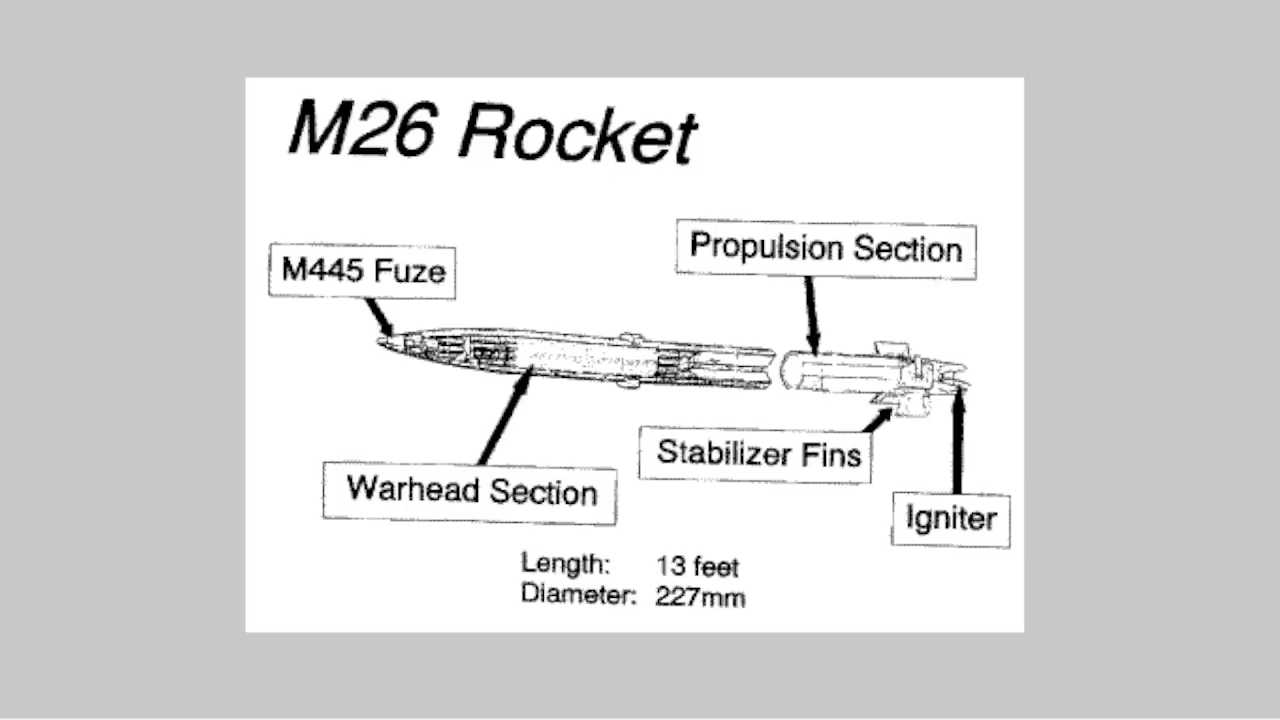 M26 Rocket
Propulsion Section
M445 Fuze
Stabilizer Fins
Warhead Section
Igniter
Length: 13 feet
Diameter: 227mm